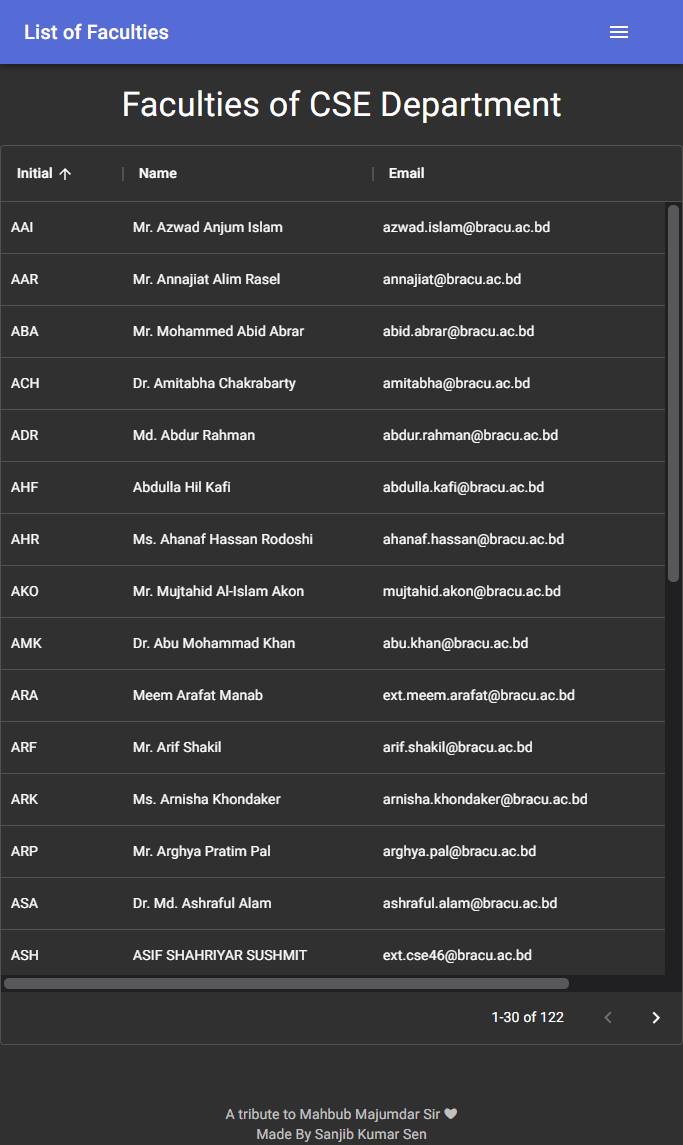 List of Faculties
Faculties of CSE Department
Initial Name Email
AAI Mr. Azwad Anjum Islam azwad.islam@bracu.ac.bd
AAR Mr. Annajiat Alim Rasel annajiat@bracu.ac.bd
ABA Mr. Mohammed Abid Abrar abid.abrar@bracu.ac.bd
ACH Dr. Amitabha Chakrabarty amitabha@bracu.ac.bd
ADR Md. Abdur Rahman abdur.rahman@bracu.ac.bd
AHF Abdulla Hil Kafi abdulla.kafi@bracu.ac.bd
AHR Ms. Ahanaf Hassan Rodoshi ahanaf.hassan@bracu.ac.bd
AKO Mr. Mujtahid Al-Islam Akon mujtahid.akon@bracu.ac.bd
AMK Dr. Abu Mohammad Khan abu.khan@bracu.ac.bd
ARA Meem Arafat Manab ext.meem.arafat@bracu.ac.bd
ARF Mr. Arif Shakil arif.shakil@bracu.ac.bd
ARK Ms. Arnisha Khondaker arnisha.khondaker@bracu.ac.bd
ARP Mr. Arghya Pratim Pal arghya.pal@bracu.ac.bd
ASA Dr. Md. Ashraful Alam ashraful.alam@bracu.ac.bd
ASH ASIF SHAHRIYAR SUSHMIT ext.cse46@bracu.ac.bd
1-30 of 122
A tribute to Mahbub Majumdar Sir 🖤
Made By Sanjib Kumar Sen